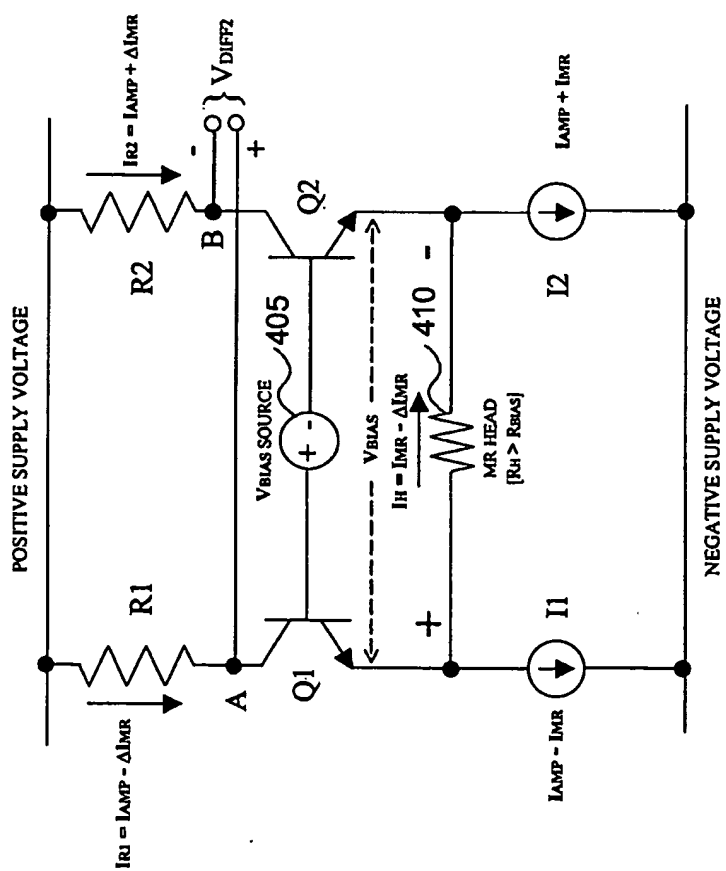 POSITIVE SUPPLY VOLTAGE
IR1 = IAMP - ΔIMR
R1
R2
IR2 = IAMP + ΔIMR
A
B
-
+
VDIFF2
Q1
Q2
VBIAS SOURCE
405
+ -
VBIAS
IH = IMR - ΔIMR
410
+
-
MR HEAD
[RH > RBIAS]
IAMP - IMR
I1
I2
IAMP + IMR
NEGATIVE SUPPLY VOLTAGE